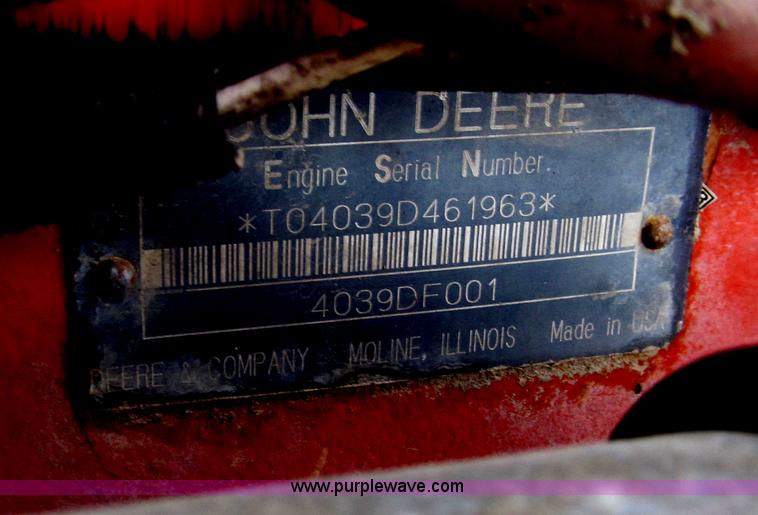 JOHN DEERE
Engine Serial Number.
*T04039D461963*
4039DF001
DEERE & COMPANY MOLINE, ILLINOIS Made in USA
www.purplewave.com